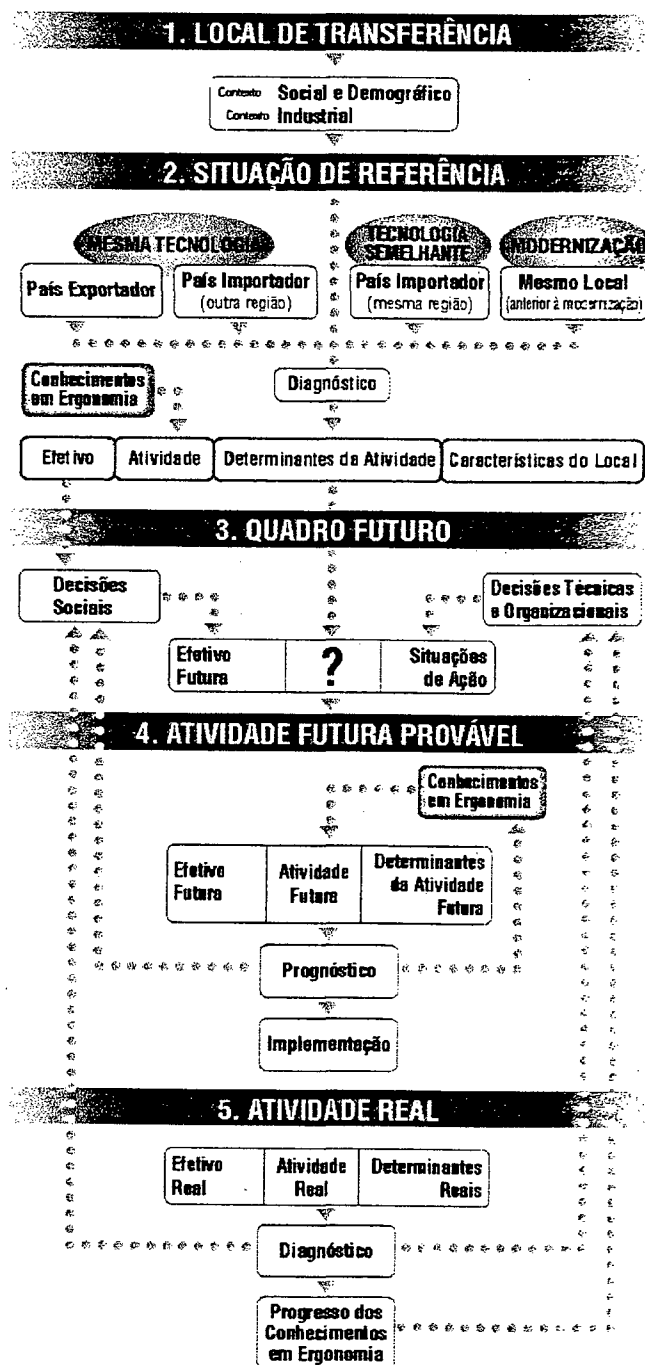 1. LOCAL DE TRANSFERÊNCIA
Contexto Social e Demográfico
Contexto Industrial
2. SITUAÇÃO DE REFERÊNCIA
MESMA TECNOLOGIA
TECNOLOGIA
SEMELHANTE
MODERNIZAÇÃO
País Exportador
País Importador
(outra região)
País Importador
(mesma região)
Mesmo Local
(anterior à modernização)
Conhecimentos
em Ergonomia
Diagnóstico
Efetivo
Atividade
Determinantes da Atividade
Características do Local
3. QUADRO FUTURO
Decisões
Sociais
Decisões Técnicas
e Organizacionais
Efetivo
Futura
?
Situações
de Ação
4. ATIVIDADE FUTURA PROVÁVEL
Conhecimentos
em Ergonomia
Efetivo
Futura
Atividade
Futura
Determinantes
da Atividade
Futura
Prognóstico
Implementação
5. ATIVIDADE REAL
Efetivo
Real
Atividade
Real
Determinantes
Reais
Diagnóstico
Progresso dos
Conhecimentos
em Ergonomia